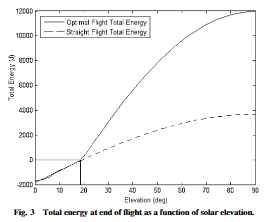 12000
10000
8000
6000
4000
2000
0
-2000
Total Energy (J)
Optimal Flight Total Energy
Straight Flight Total Energy
0 10 20 30 40 50 60 70 80 90
Elevation (deg)
Fig. 3 Total energy at end of flight as a function of solar elevation.